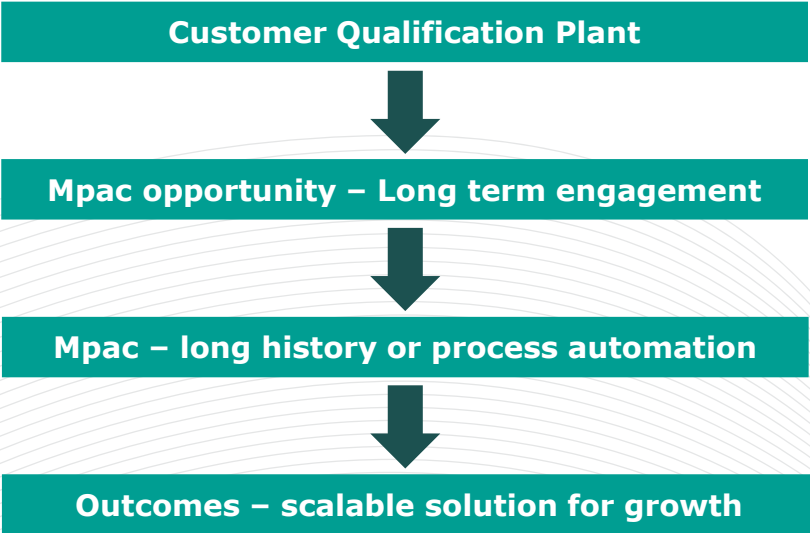 Customer Qualification Plant
Mpac opportunity – Long term engagement
Mpac – long history or process automation
Outcomes – scalable solution for growth